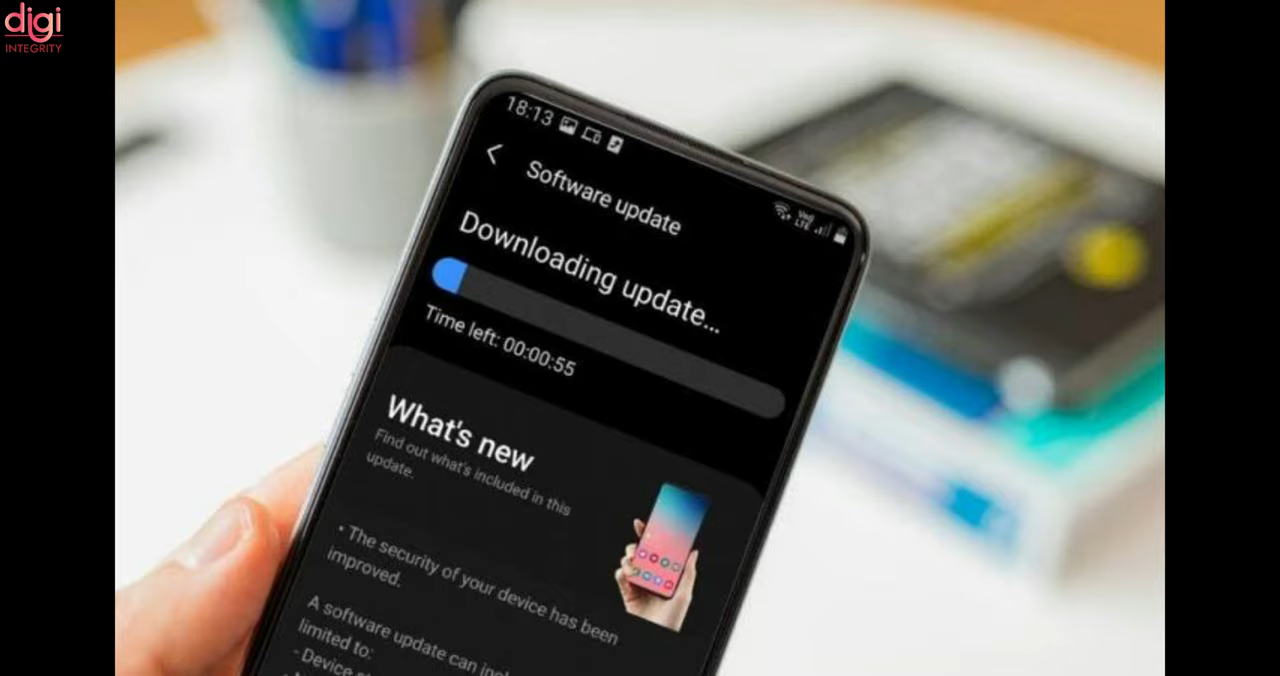 digi
INTEGRITY
18:13
Software update
Downloading update...
Time left: 00:00:55
What's new
Find out what's included in this
update.
• The security of your device has been
improved.
A software update can
limited to:
- Device